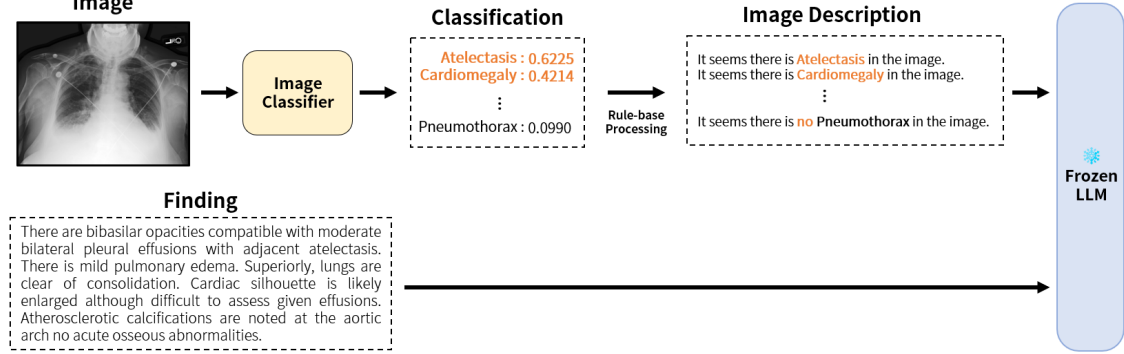 Image
Classification
Image Description
Atelectasis : 0.6225
Cardiomegaly : 0.4214
⋮
Pneumothorax : 0.0990
Image
Classifier
Rule-base
Processing
It seems there is Atelectasis in the image.
It seems there is Cardiomegaly in the image.
⋮
It seems there is no Pneumothorax in the image.
Frozen
LLM
Finding
There are bibasilar opacities compatible with moderate
bilateral pleural effusions with adjacent atelectasis.
There is mild pulmonary edema. Superiorly, lungs are
clear of consolidation. Cardiac silhouette is likely
enlarged although difficult to assess given effusions.
Atherosclerotic calcifications are noted at the aortic
arch no acute osseous abnormalities.